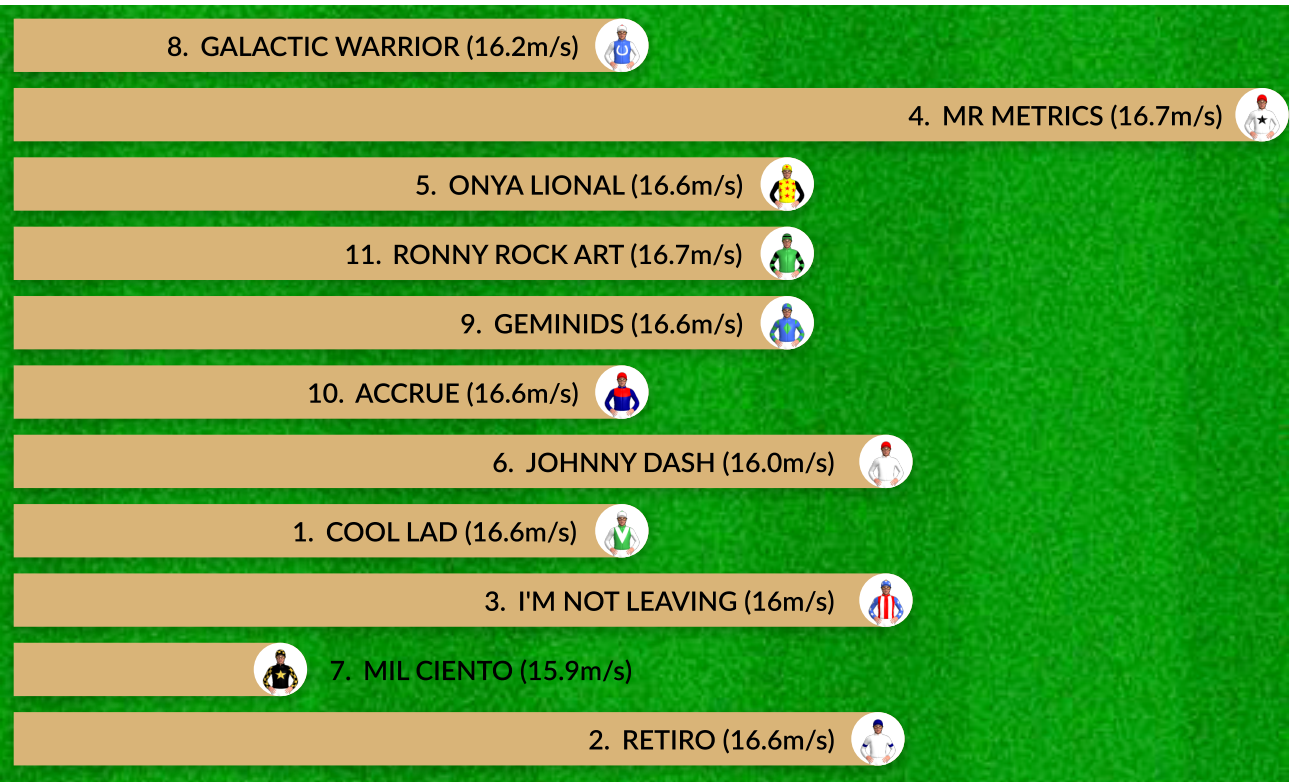 8. GALACTIC WARRIOR (16.2m/s)
4. MR METRICS (16.7m/s)
5. ONYA LIONAL (16.6m/s)
11. RONNY ROCK ART (16.7m/s)
9. GEMINIDS (16.6m/s)
10. ACCRUE (16.6m/s)
6. JOHNNY DASH (16.0m/s)
1. COOL LAD (16.6m/s)
3. I'M NOT LEAVING (16m/s)
7. MIL CIENTO (15.9m/s)
2. RETIRO (16.6m/s)